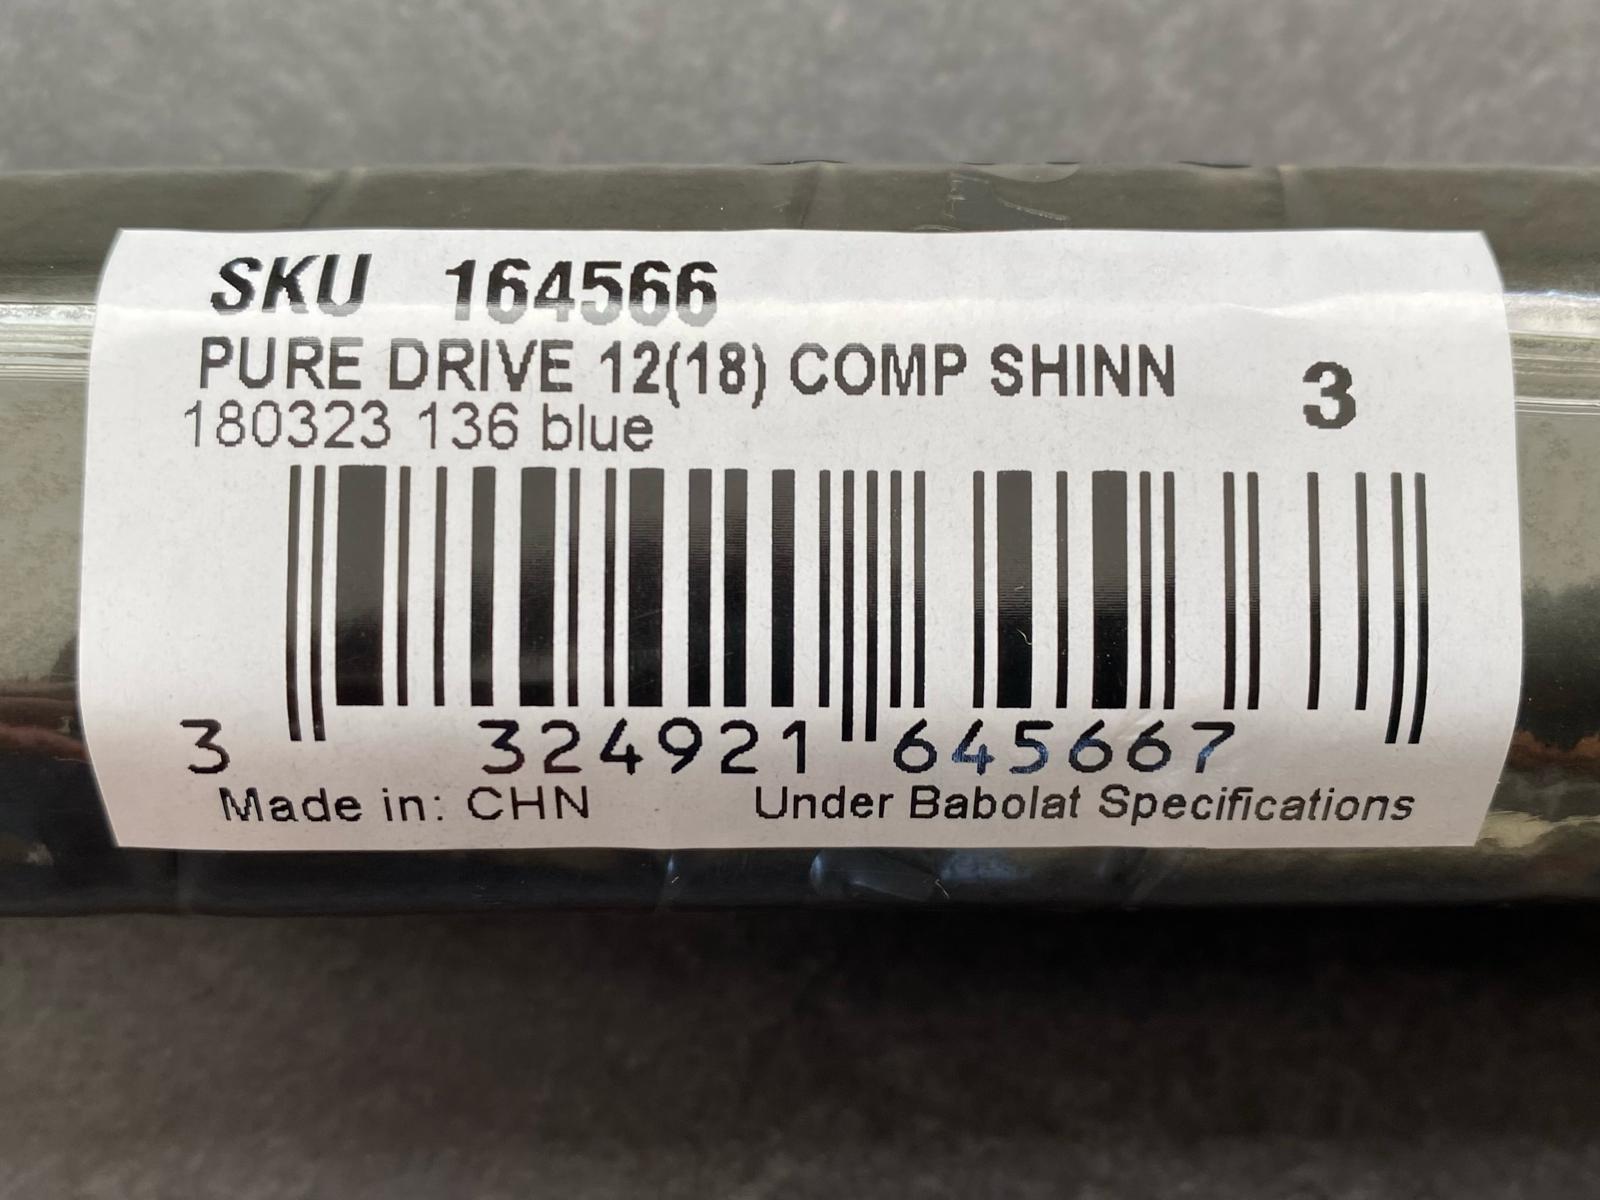 SKU 164566
PURE DRIVE 12(18) COMP SHINN 3
180323 136 blue
3 324921 645667
Made in: CHN Under Babolat Specifications